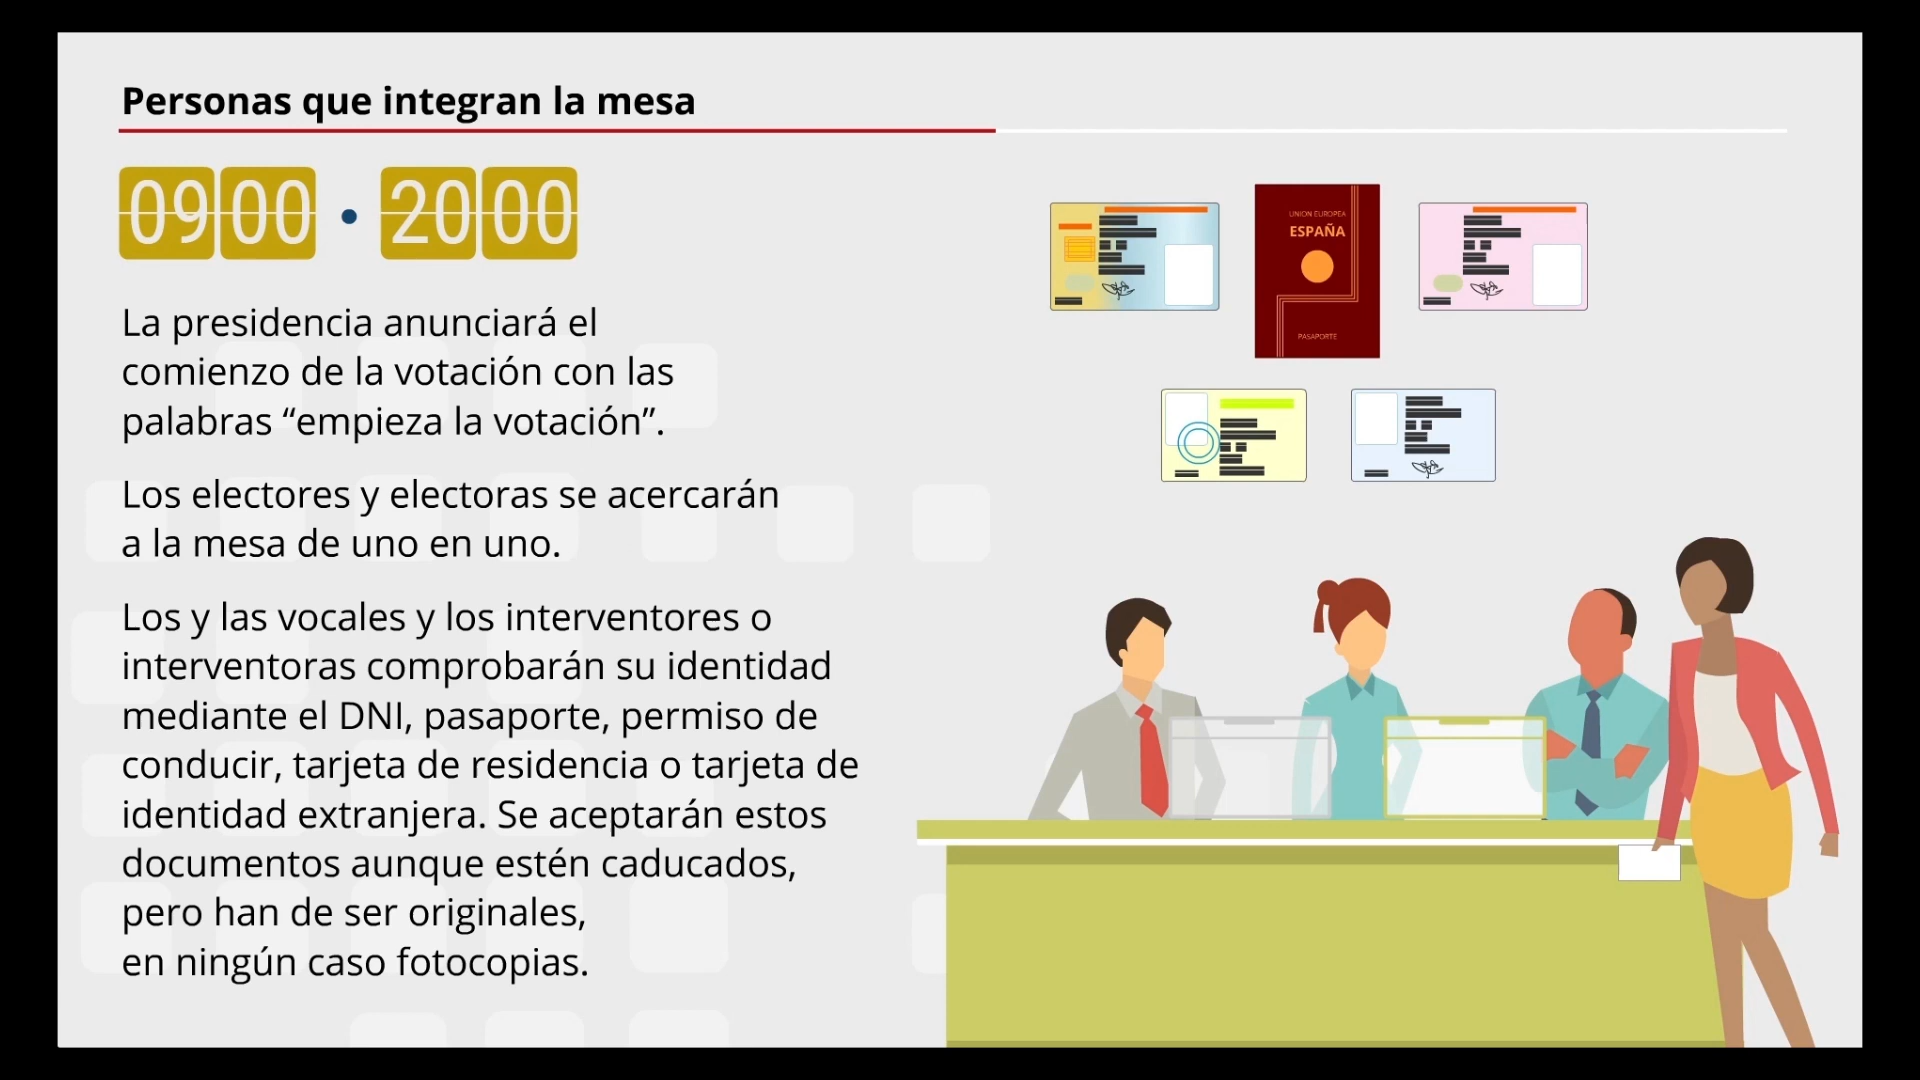 Personas que integran la mesa
09 00 • 20 00
La presidencia anunciará el
comienzo de la votación con las
palabras “empieza la votación”.
Los electores y electoras se acercarán
a la mesa de uno en uno.
Los y las vocales y los interventores o
interventoras comprobarán su identidad
mediante el DNI, pasaporte, permiso de
conducir, tarjeta de residencia o tarjeta de
identidad extranjera. Se aceptarán estos
documentos aunque estén caducados,
pero han de ser originales,
en ningún caso fotocopias.
UNION EUROPEA
ESPAÑA
PASAPORTE